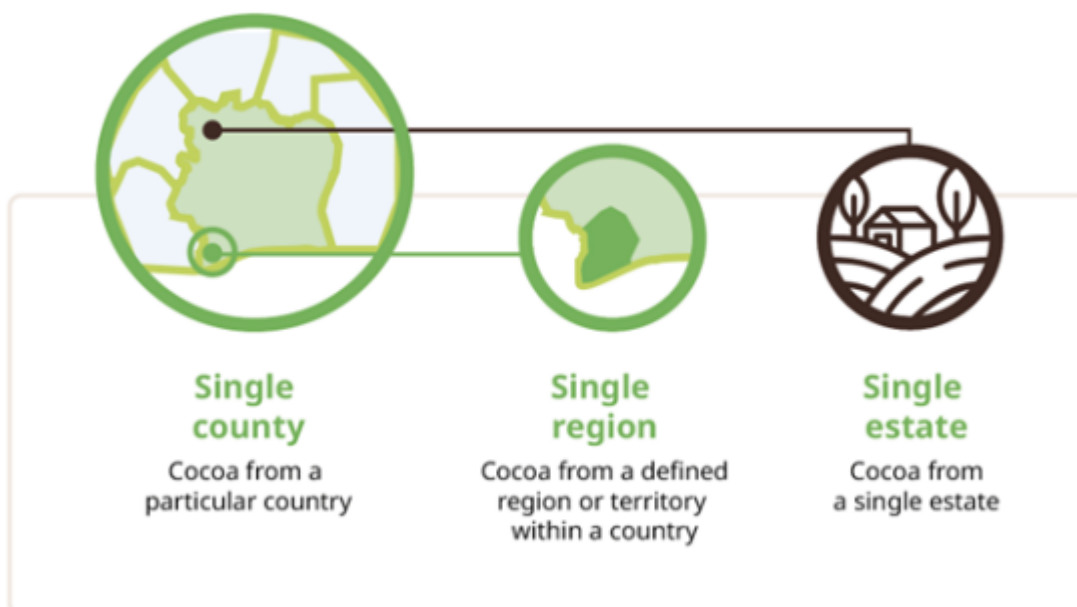 Single
county
Cocoa from a
particular country
Single
region
Cocoa from a defined
region or territory
within a country
Single
estate
Cocoa from
a single estate